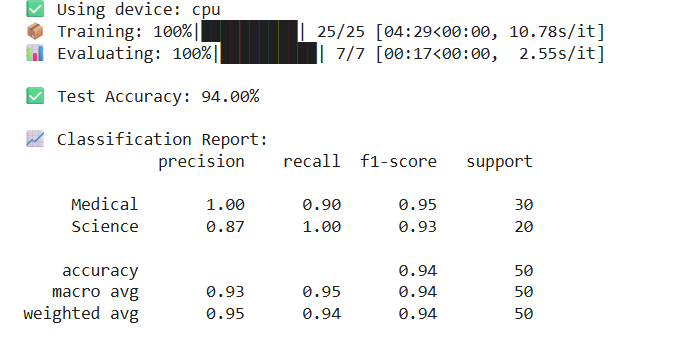 ✅ Using device: cpu
📦 Training: 100%|██████████| 25/25 [04:29<00:00, 10.78s/it]
📊 Evaluating: 100%|██████████| 7/7 [00:17<00:00,  2.55s/it]
✅ Test Accuracy: 94.00%
📈 Classification Report:
precision    recall  f1-score   support
Medical       1.00      0.90      0.95        30
Science       0.87      1.00      0.93        20
accuracy                           0.94        50
macro avg       0.93      0.95      0.94        50
weighted avg       0.95      0.94      0.94        50